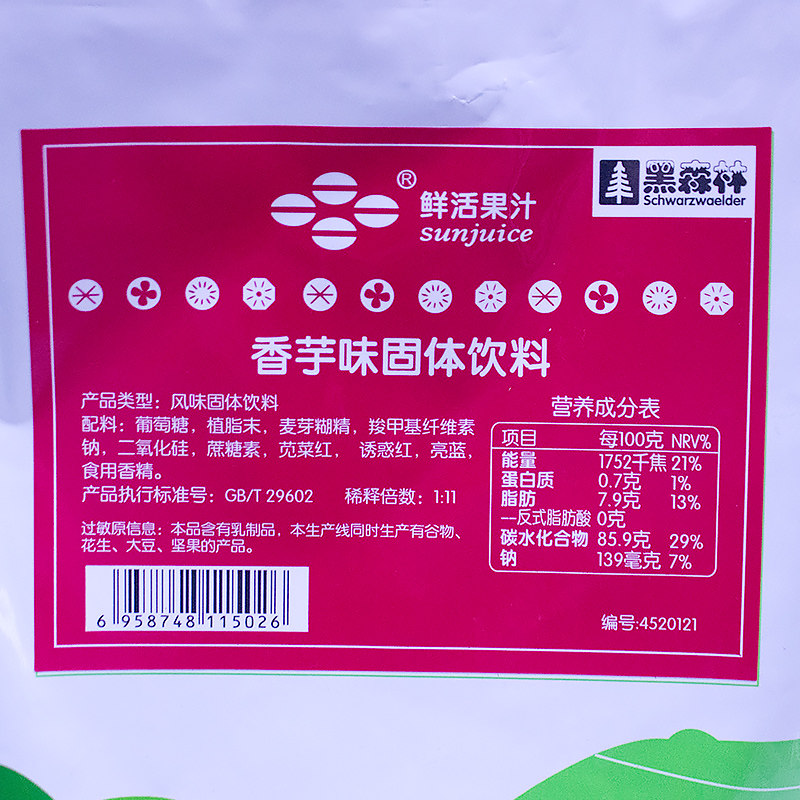 ®
鲜活果汁
sunjuice
黑森林
Schwarzwaelder
香芋味固体饮料
产品类型：风味固体饮料
配料：葡萄糖，植脂末，麦芽糊精，羧甲基纤维素
钠，二氧化硅，蔗糖素，苋菜红， 诱惑红，亮蓝，
食用香精。
产品执行标准号：GB/T 29602 稀释倍数：1:11
过敏原信息：本品含有乳制品，本生产线同时生产有谷物、
花生、大豆、坚果的产品。
6 958748 115026
营养成分表
项目 每100克 NRV%
能量 1752千焦 21%
蛋白质 0.7克 1%
脂肪 7.9克 13%
—反式脂肪酸 0克
碳水化合物 85.9克 29%
钠 139毫克 7%
编号:4520121